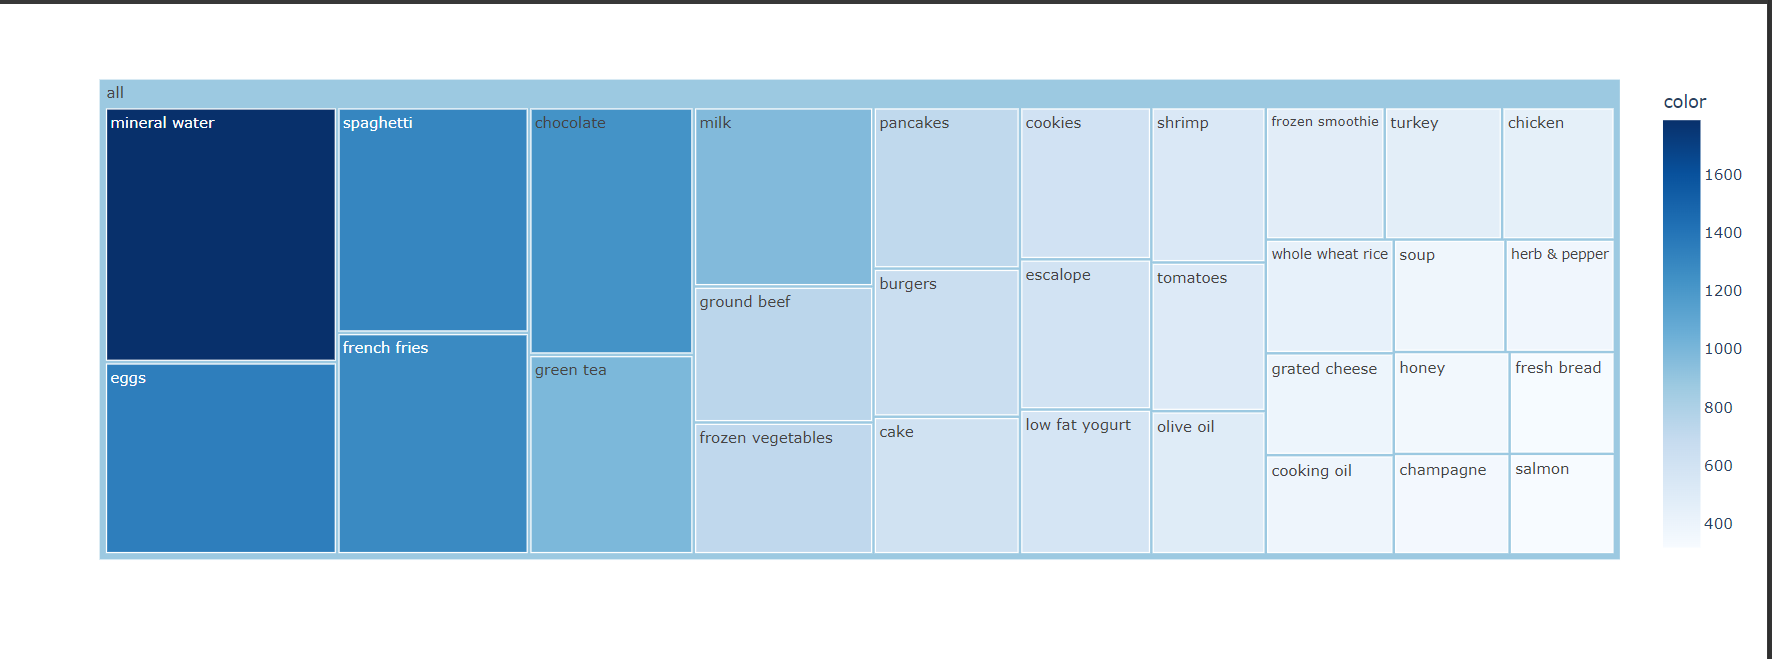 all
mineral water
spaghetti
chocolate
milk
pancakes
cookies
shrimp
frozen smoothie
turkey
chicken
whole wheat rice
soup
herb & pepper
escalope
tomatoes
burgers
ground beef
french fries
green tea
eggs
grated cheese
honey
fresh bread
low fat yogurt
olive oil
cake
frozen vegetables
cooking oil
champagne
salmon
color
1600
1400
1200
1000
800
600
400